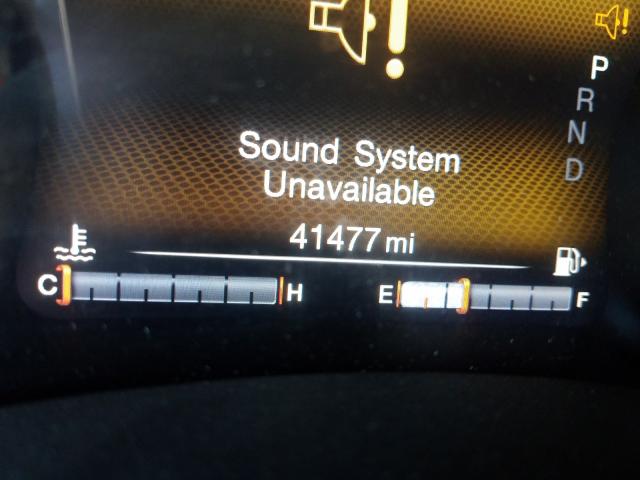 P
R
N
D
Sound System
Unavailable
41477 mi
C H E F